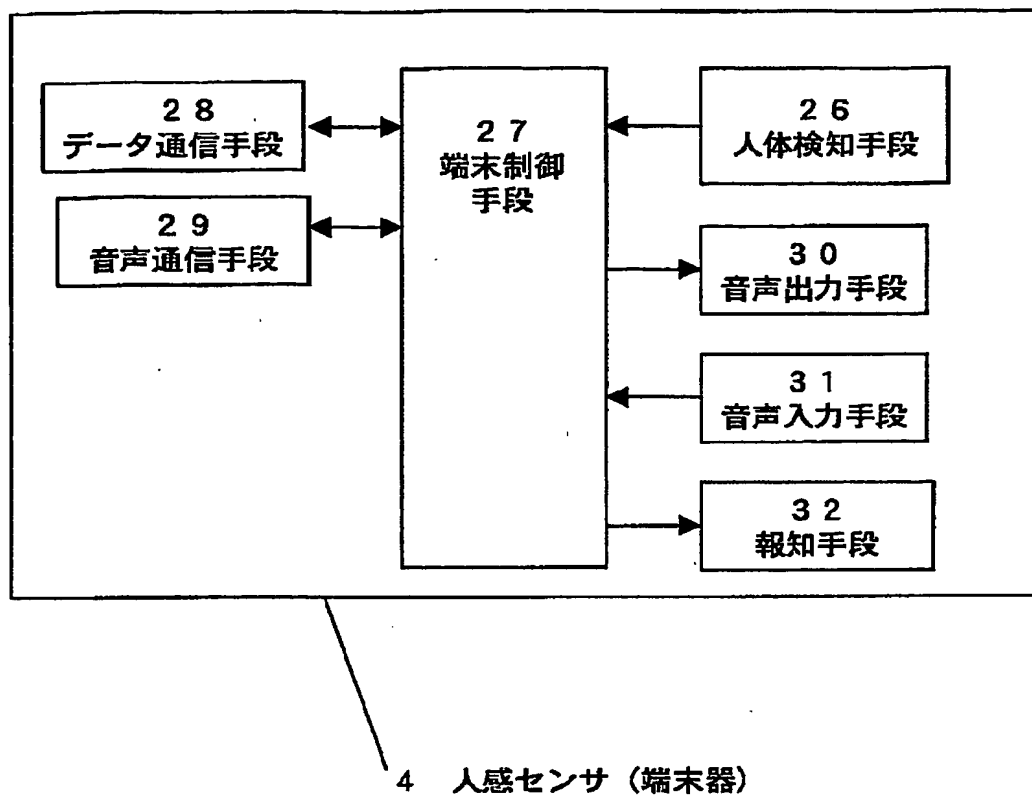 28
データ通信手段
29
音声通信手段
27
端末制御
手段
26
人体検知手段
30
音声出力手段
31
音声入力手段
32
報知手段
4 人感センサ（端末器）